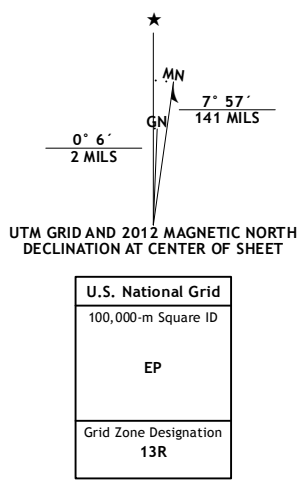 ★
MN
7° 57´
141 MILS
GN
0° 6´
2 MILS
UTM GRID AND 2012 MAGNETIC NORTH
DECLINATION AT CENTER OF SHEET
U.S. National Grid
100,000-m Square ID
EP
Grid Zone Designation
13R